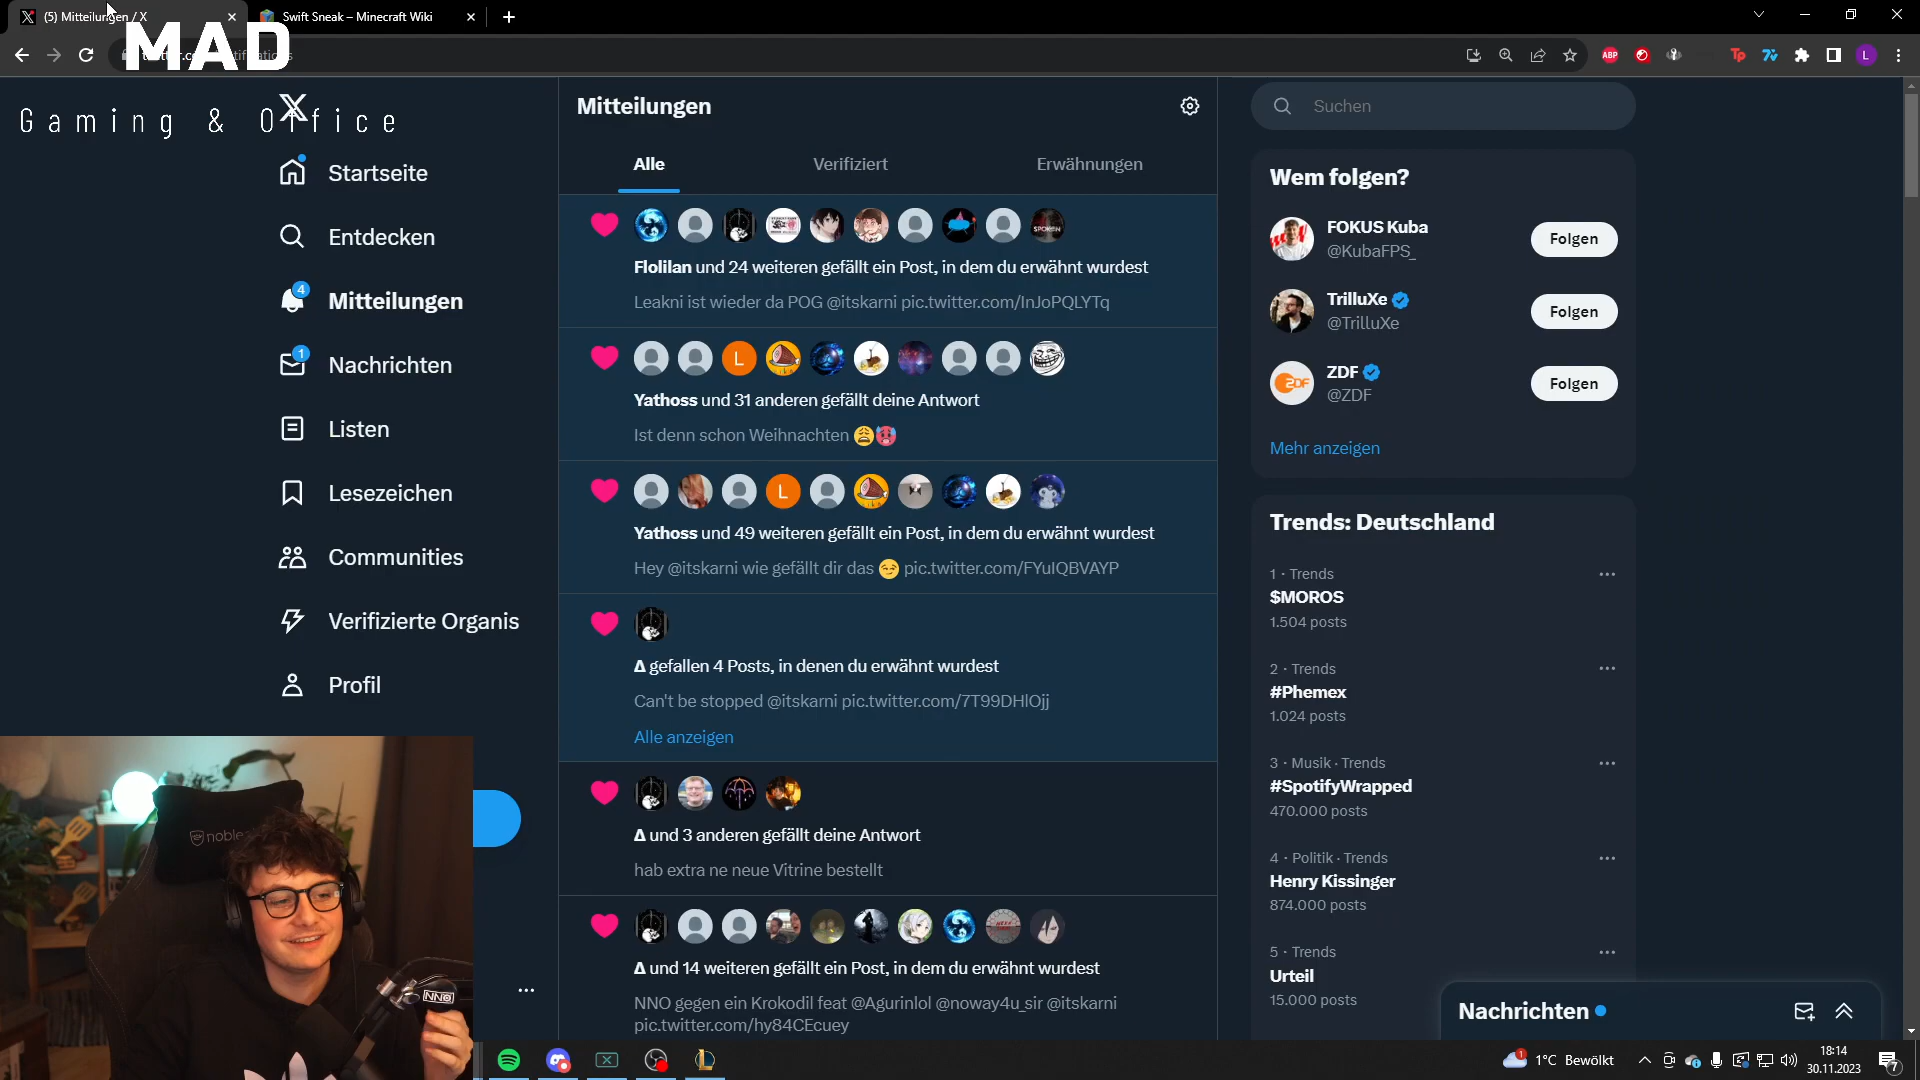 (5) Mitteilungen / X
Swift Sneak – Minecraft Wiki
MAD
Gaming & Office
ABP
Tp
L
Startseite
Entdecken
4
Mitteilungen
1
Nachrichten
Listen
Lesezeichen
Communities
Verifizierte Organis
Profil
Mitteilungen
Alle
Verifiziert
Erwähnungen
SPOKEN
Flolilan und 24 weiteren gefällt ein Post, in dem du erwähnt wurdest
Leakni ist wieder da POG @itskarni pic.twitter.com/InJoPQLYTq
L
Yathoss und 31 anderen gefällt deine Antwort
Ist denn schon Weihnachten 😩🥵
L
Yathoss und 49 weiteren gefällt ein Post, in dem du erwähnt wurdest
Hey @itskarni wie gefällt dir das 😏 pic.twitter.com/FYuIQBVAYP
Δ gefallen 4 Posts, in denen du erwähnt wurdest
Can't be stopped @itskarni pic.twitter.com/7T99DHlOjj
Alle anzeigen
Δ und 3 anderen gefällt deine Antwort
hab extra ne neue Vitrine bestellt
Δ und 14 weiteren gefällt ein Post, in dem du erwähnt wurdest
NNO gegen ein Krokodil feat @Agurinlol @noway4u_sir @itskarni
pic.twitter.com/hy84CEcuey
Suchen
Wem folgen?
FOKUS Kuba
@KubaFPS_
Folgen
TrilluXe
@TrilluXe
Folgen
ZDF
ZDF
@ZDF
Folgen
Mehr anzeigen
Trends: Deutschland
1 · Trends
$MOROS
1.504 posts
2 · Trends
#Phemex
1.024 posts
3 · Musik · Trends
#SpotifyWrapped
470.000 posts
4 · Politik · Trends
Henry Kissinger
874.000 posts
5 · Trends
Urteil
15.000 posts
Nachrichten
noble
NNO
1
1°C Bewölkt
18:14
30.11.2023
7